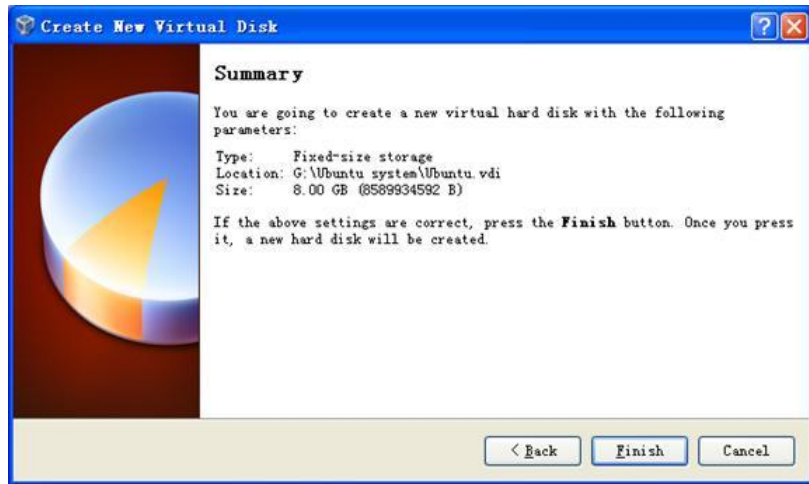 Create New Virtual Disk
Summary
You are going to create a new virtual hard disk with the following
parameters:
Type: Fixed-size storage
Location: G:\Ubuntu system\Ubuntu.vdi
Size: 8.00 GB (8589934592 B)
If the above settings are correct, press the Finish button. Once you press
it, a new hard disk will be created.
< Back Finish Cancel